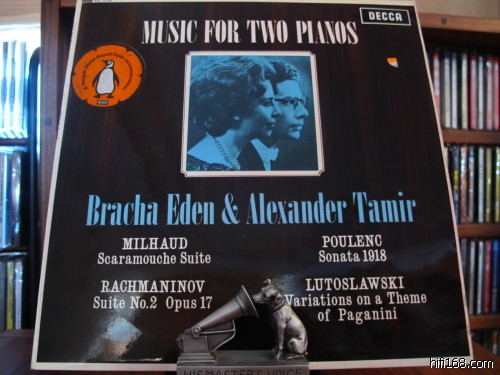 MUSIC FOR TWO PIANOS
DECCA
Bracha Eden & Alexander Tamir
MILHAUD
Scaramouche Suite
POULENC
Sonata 1918
RACHMANINOV
Suite No.2 Opus 17
LUTOSLAWSKI
Variations on a Theme
of Paganini
HIS MASTER'S VOICE
hifi168.com